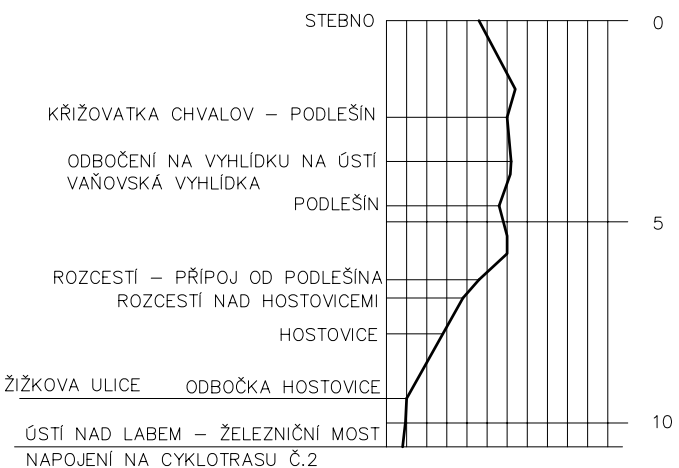 STEBNO 0
KŘIŽOVATKA CHVALOV – PODLEŠÍN
ODBOČENÍ NA VYHLÍDKU NA ÚSTÍ
VAŇOVSKÁ VYHLÍDKA
PODLEŠÍN
5
ROZCESTÍ – PŘÍPOJ OD PODLEŠÍNA
ROZCESTÍ NAD HOSTOVICEMI
HOSTOVICE
ŽIŽKOVA ULICE ODBOČKA HOSTOVICE
10
ÚSTÍ NAD LABEM – ŽELEZNIČNÍ MOST
NAPOJENÍ NA CYKLOTRASU Č.2